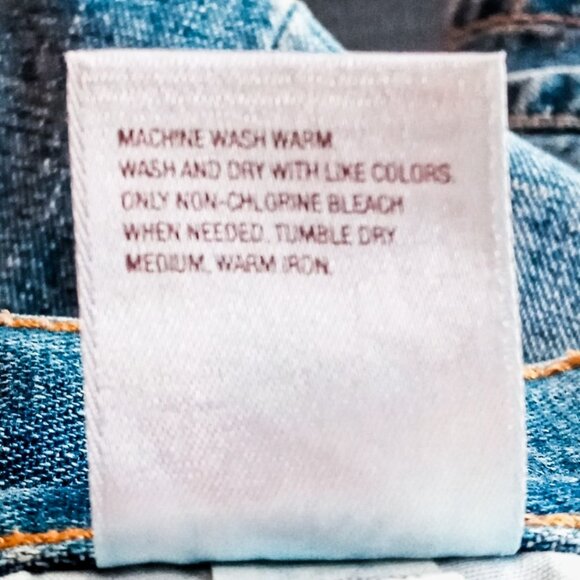 MACHINE WASH WARM.
WASH AND DRY WITH LIKE COLORS.
ONLY NON-CHLORINE BLEACH
WHEN NEEDED. TUMBLE DRY
MEDIUM. WARM IRON.